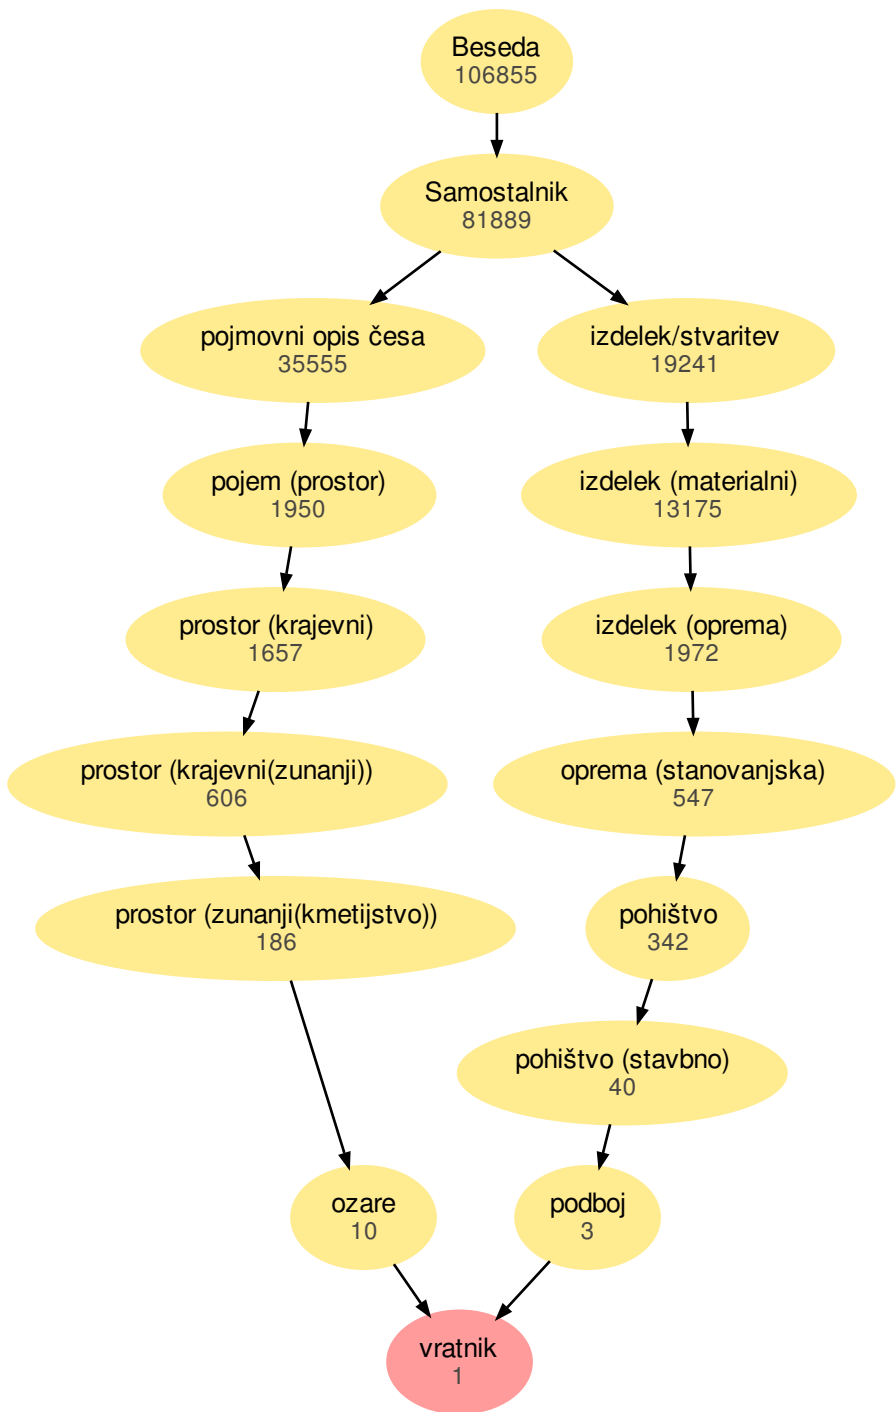 Beseda
106855
Samostalnik
81889
pojmovni opis česa
35555
izdelek/stvaritev
19241
pojem (prostor)
1950
izdelek (materialni)
13175
prostor (krajevni)
1657
izdelek (oprema)
1972
prostor (krajevni(zunanji))
606
oprema (stanovanjska)
547
prostor (zunanji(kmetijstvo))
186
pohištvo
342
pohištvo (stavbno)
40
ozare
10
podboj
3
vratnik
1